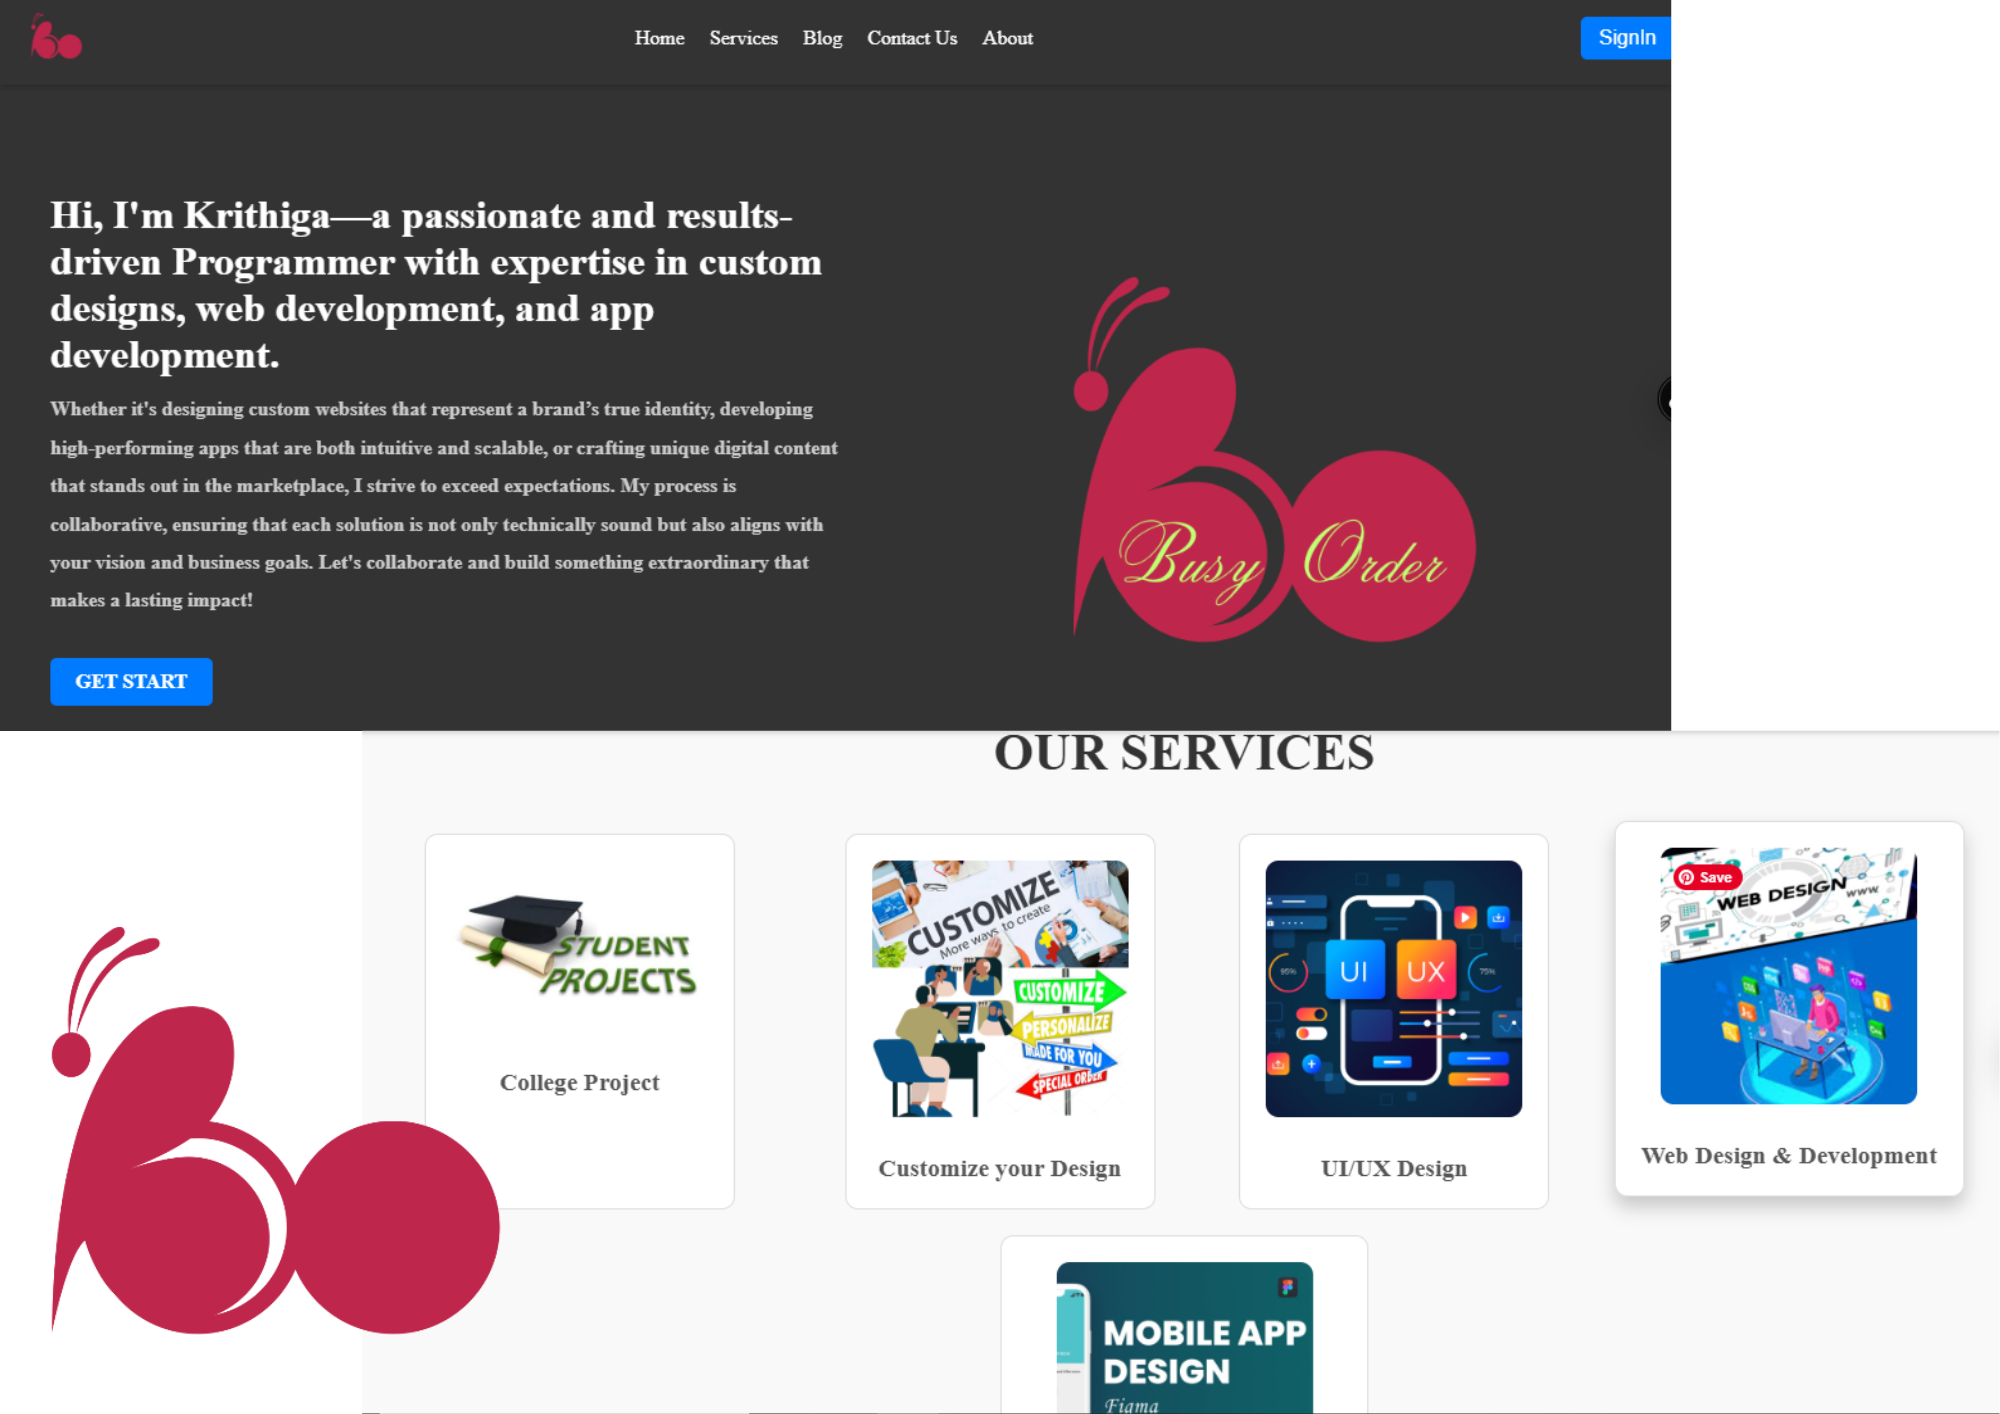 Home Services Blog Contact Us About
SignIn
Hi, I'm Krithiga—a passionate and results-
driven Programmer with expertise in custom
designs, web development, and app
development.
Whether it's designing custom websites that represent a brand’s true identity, developing
high-performing apps that are both intuitive and scalable, or crafting unique digital content
that stands out in the marketplace, I strive to exceed expectations. My process is
collaborative, ensuring that each solution is not only technically sound but also aligns with
your vision and business goals. Let's collaborate and build something extraordinary that
makes a lasting impact!
GET START
Busy Order
OUR SERVICES
STUDENT
PROJECTS
College Project
CUSTOMIZE
More ways to create
CUSTOMIZE
PERSONALIZE
MADE FOR YOU
SPECIAL ORDER
Customize your Design
UI UX
95%
75%
UI/UX Design
Save
WEB DESIGN
www.
Web Design & Development
MOBILE APP
DESIGN
Figma